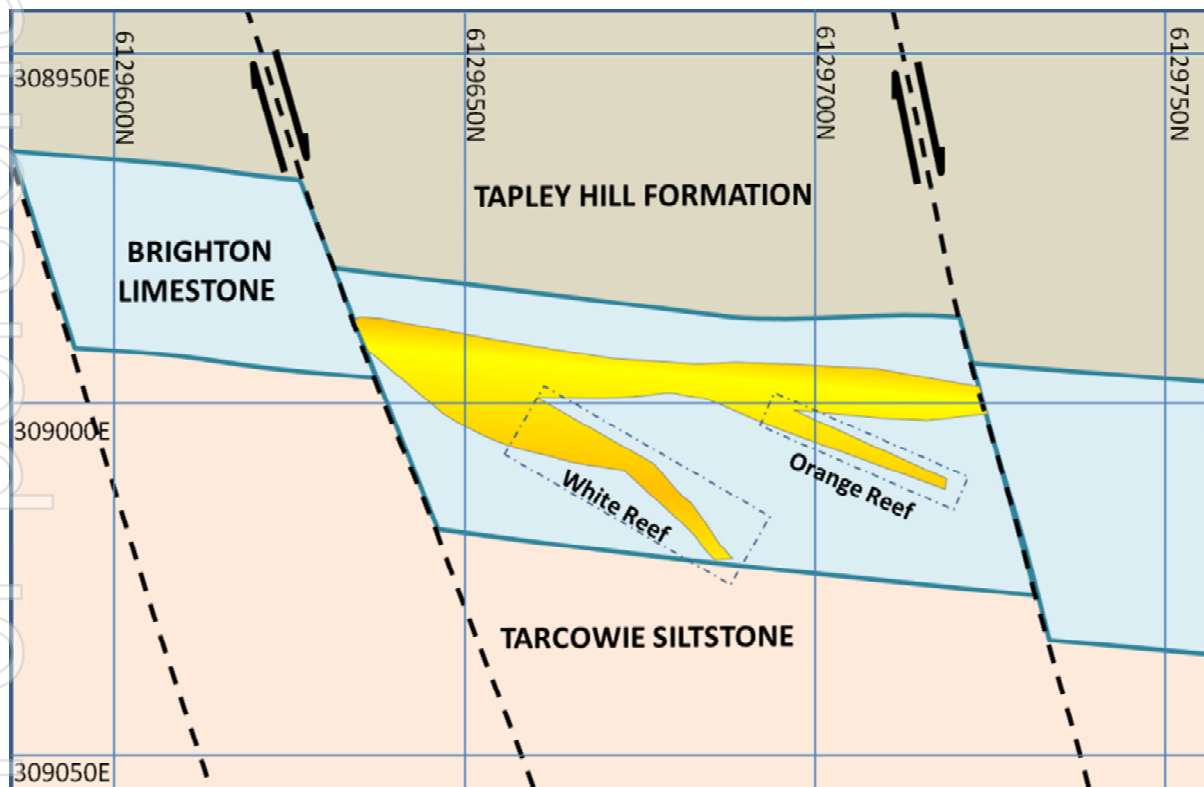 6129600N
6129650N
6129700N
6129750N
308950E
TAPLEY HILL FORMATION
BRIGHTON
LIMESTONE
309000E
White Reef
Orange Reef
TARCOWIE SILTSTONE
309050E